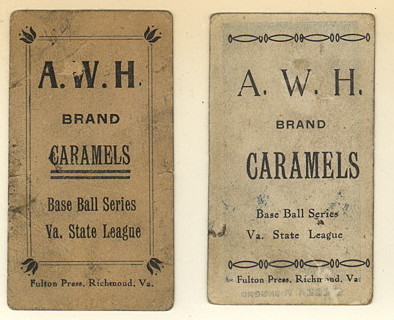 A. W. H.
BRAND
CARAMELS
Base Ball Series
Va. State League
Fulton Press, Richmond, Va.
A. W. H.
BRAND
CARAMELS
Base Ball Series
Va. State League
Fulton Press, Richmond, Va.